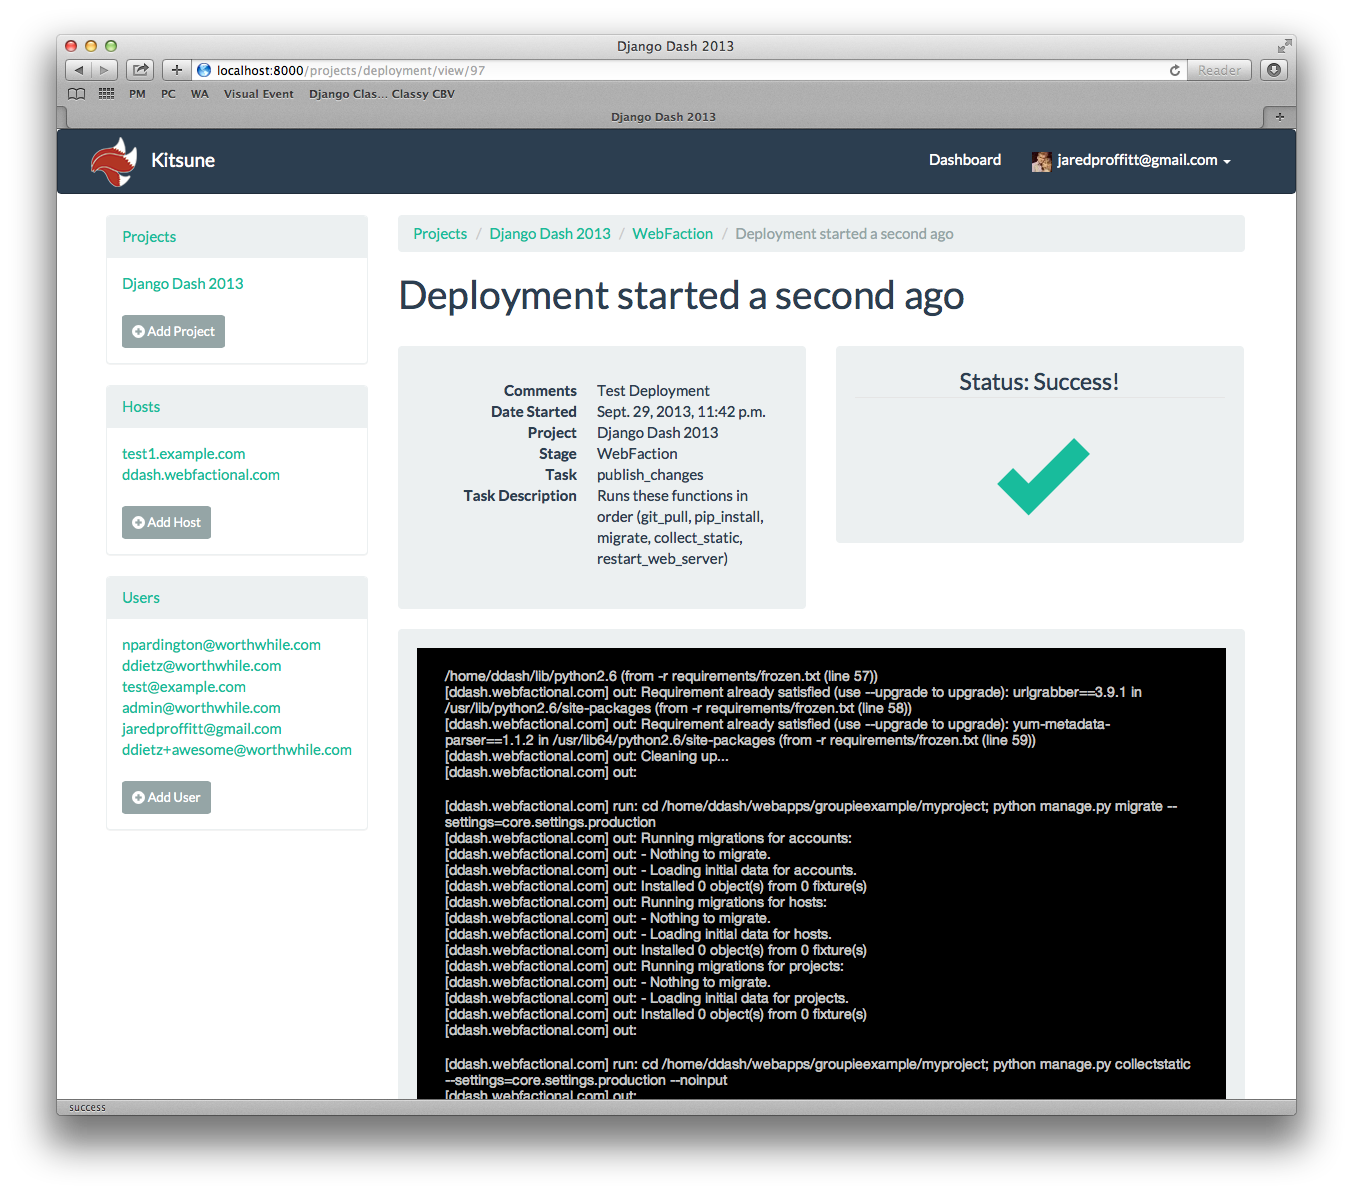 Django Dash 2013
localhost:8000/projects/deployment/view/97
Reader
PM PC WA Visual Event Django Clas... Classy CBV
Django Dash 2013
Kitsune
Dashboard
jaredproffitt@gmail.com
Projects
Django Dash 2013
Add Project
Hosts
test1.example.com
ddash.webfactional.com
Add Host
Users
npardington@worthwhile.com
ddietz@worthwhile.com
test@example.com
admin@worthwhile.com
jaredproffitt@gmail.com
ddietz+awesome@worthwhile.com
Add User
Projects / Django Dash 2013 / WebFaction / Deployment started a second ago
Deployment started a second ago
Comments Test Deployment
Date Started Sept. 29, 2013, 11:42 p.m.
Project Django Dash 2013
Stage WebFaction
Task publish_changes
Task Description Runs these functions in
order (git_pull, pip_install,
migrate, collect_static,
restart_web_server)
Status: Success!
/home/ddash/lib/python2.6 (from -r requirements/frozen.txt (line 57))
[ddash.webfactional.com] out: Requirement already satisfied (use --upgrade to upgrade): urlgrabber==3.9.1 in
/usr/lib/python2.6/site-packages (from -r requirements/frozen.txt (line 58))
[ddash.webfactional.com] out: Requirement already satisfied (use --upgrade to upgrade): yum-metadata-
parser==1.1.2 in /usr/lib64/python2.6/site-packages (from -r requirements/frozen.txt (line 59))
[ddash.webfactional.com] out: Cleaning up...
[ddash.webfactional.com] out:
[ddash.webfactional.com] run: cd /home/ddash/webapps/groupieexample/myproject; python manage.py migrate --
settings=core.settings.production
[ddash.webfactional.com] out: Running migrations for accounts:
[ddash.webfactional.com] out: - Nothing to migrate.
[ddash.webfactional.com] out: - Loading initial data for accounts.
[ddash.webfactional.com] out: Installed 0 object(s) from 0 fixture(s)
[ddash.webfactional.com] out: Running migrations for hosts:
[ddash.webfactional.com] out: - Nothing to migrate.
[ddash.webfactional.com] out: - Loading initial data for hosts.
[ddash.webfactional.com] out: Installed 0 object(s) from 0 fixture(s)
[ddash.webfactional.com] out: Running migrations for projects:
[ddash.webfactional.com] out: - Nothing to migrate.
[ddash.webfactional.com] out: - Loading initial data for projects.
[ddash.webfactional.com] out: Installed 0 object(s) from 0 fixture(s)
[ddash.webfactional.com] out:
[ddash.webfactional.com] run: cd /home/ddash/webapps/groupieexample/myproject; python manage.py collectstatic
--settings=core.settings.production --noinput
[ddash.webfactional.com] out:
success